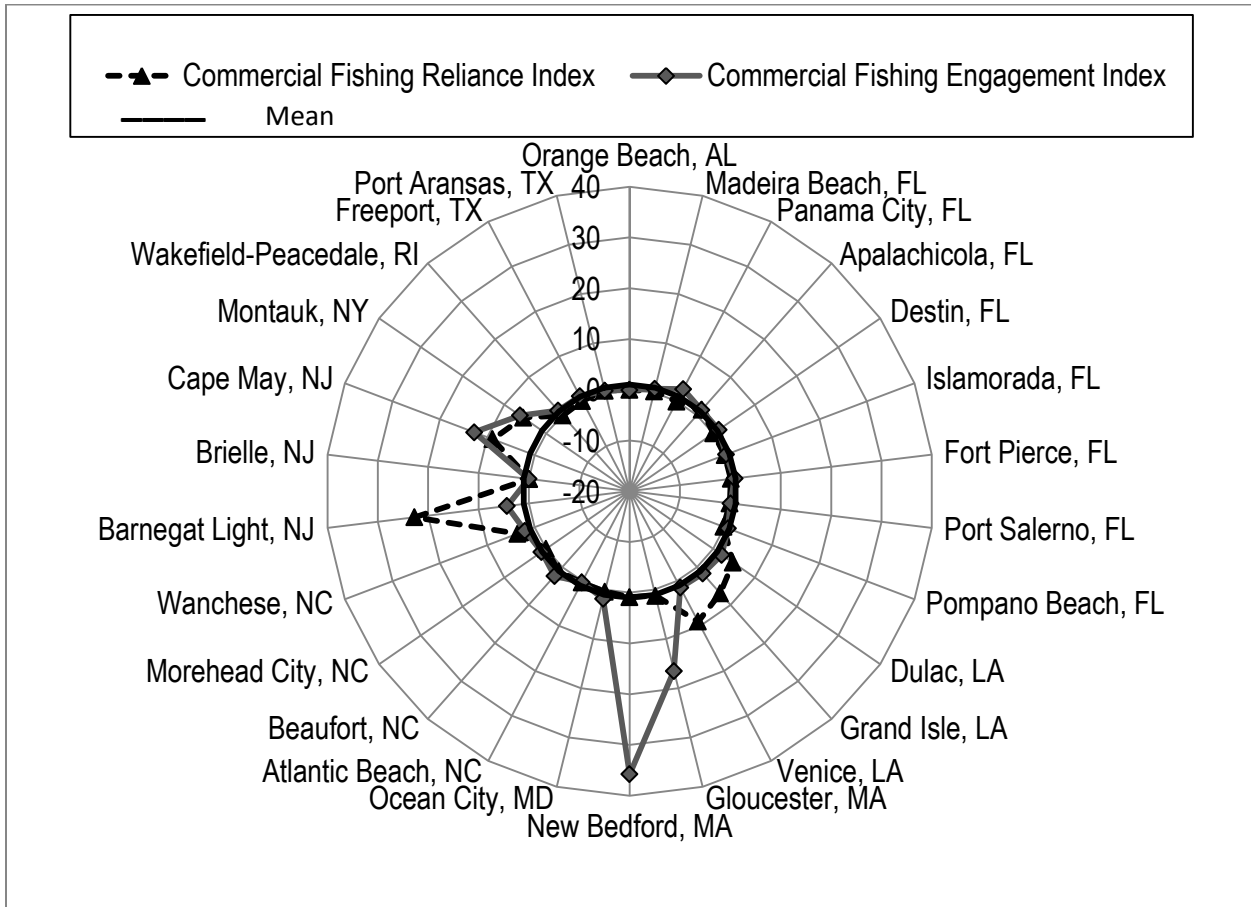 Commercial Fishing Reliance Index
Commercial Fishing Engagement Index
Mean
Orange Beach, AL
Madeira Beach, FL
Panama City, FL
Apalachicola, FL
Destin, FL
Islamorada, FL
Fort Pierce, FL
Port Salerno, FL
Pompano Beach, FL
Dulac, LA
Grand Isle, LA
Venice, LA
Gloucester, MA
New Bedford, MA
Ocean City, MD
Atlantic Beach, NC
Beaufort, NC
Morehead City, NC
Wanchese, NC
Barnegat Light, NJ
Brielle, NJ
Cape May, NJ
Montauk, NY
Wakefield-Peacedale, RI
Freeport, TX
Port Aransas, TX
40
30
20
10
0
-10
-20